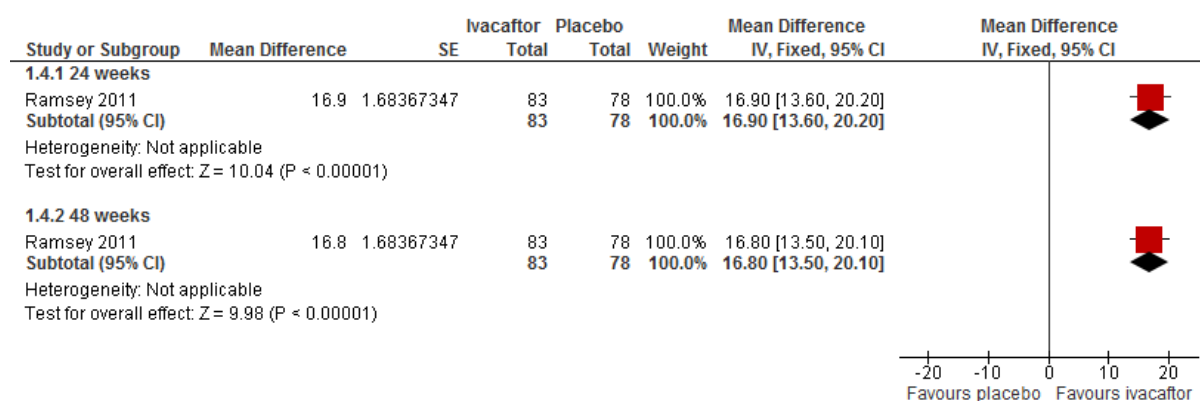 Ivacaftor Placebo Mean Difference Mean Difference
Study or Subgroup Mean Difference SE Total Total Weight IV, Fixed, 95% CI IV, Fixed, 95% CI
1.4.1 24 weeks
Ramsey 2011 16.9 1.68367347 83 78 100.0% 16.90 [13.60, 20.20]
Subtotal (95% CI) 83 78 100.0% 16.90 [13.60, 20.20]
Heterogeneity: Not applicable
Test for overall effect: Z = 10.04 (P < 0.00001)
1.4.2 48 weeks
Ramsey 2011 16.8 1.68367347 83 78 100.0% 16.80 [13.50, 20.10]
Subtotal (95% CI) 83 78 100.0% 16.80 [13.50, 20.10]
Heterogeneity: Not applicable
Test for overall effect: Z = 9.98 (P < 0.00001)
-20 -10 0 10 20
Favours placebo Favours ivacaftor